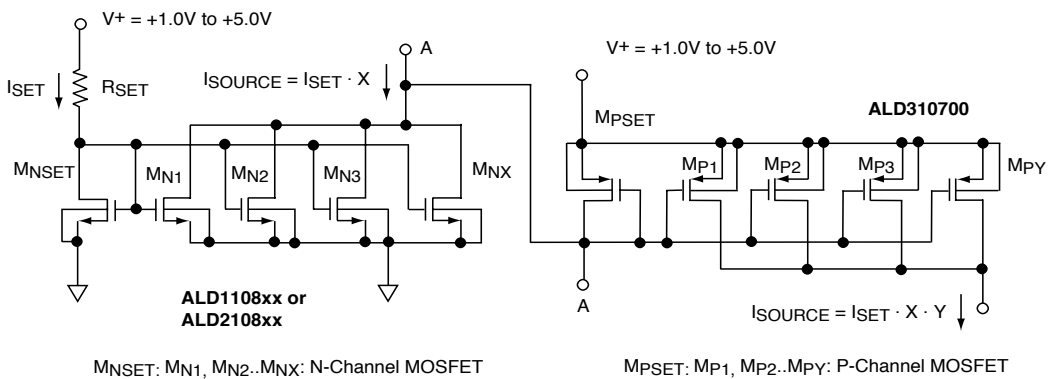 V+ = +1.0V to +5.0V
ISET
RSET
ISOURCE = ISET · X
A
MNSET
MN1
MN2
MN3
MNX
ALD1108xx or
ALD2108xx
MNSET: MN1, MN2..MNX: N-Channel MOSFET
V+ = +1.0V to +5.0V
ALD310700
MPSET
MP1
MP2
MP3
MPY
A
ISOURCE = ISET · X · Y
MPSET: MP1, MP2..MPY: P-Channel MOSFET